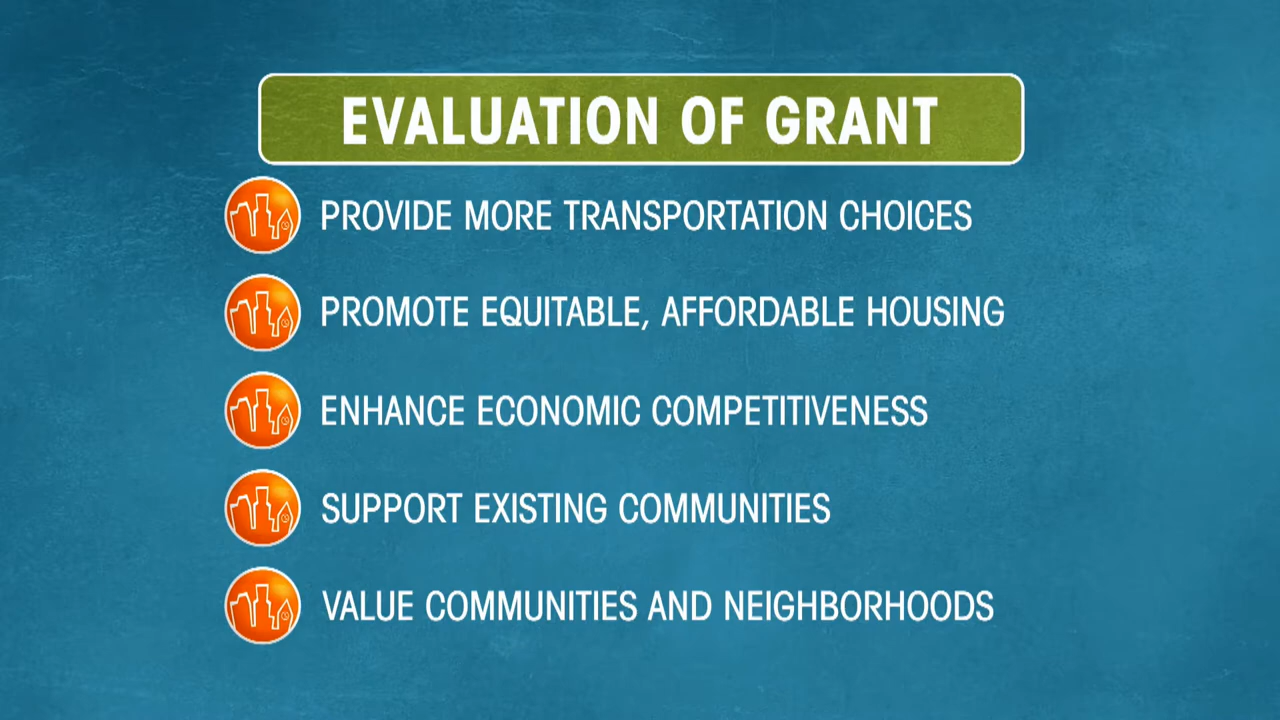 EVALUATION OF GRANT
PROVIDE MORE TRANSPORTATION CHOICES
PROMOTE EQUITABLE, AFFORDABLE HOUSING
ENHANCE ECONOMIC COMPETITIVENESS
SUPPORT EXISTING COMMUNITIES
VALUE COMMUNITIES AND NEIGHBORHOODS